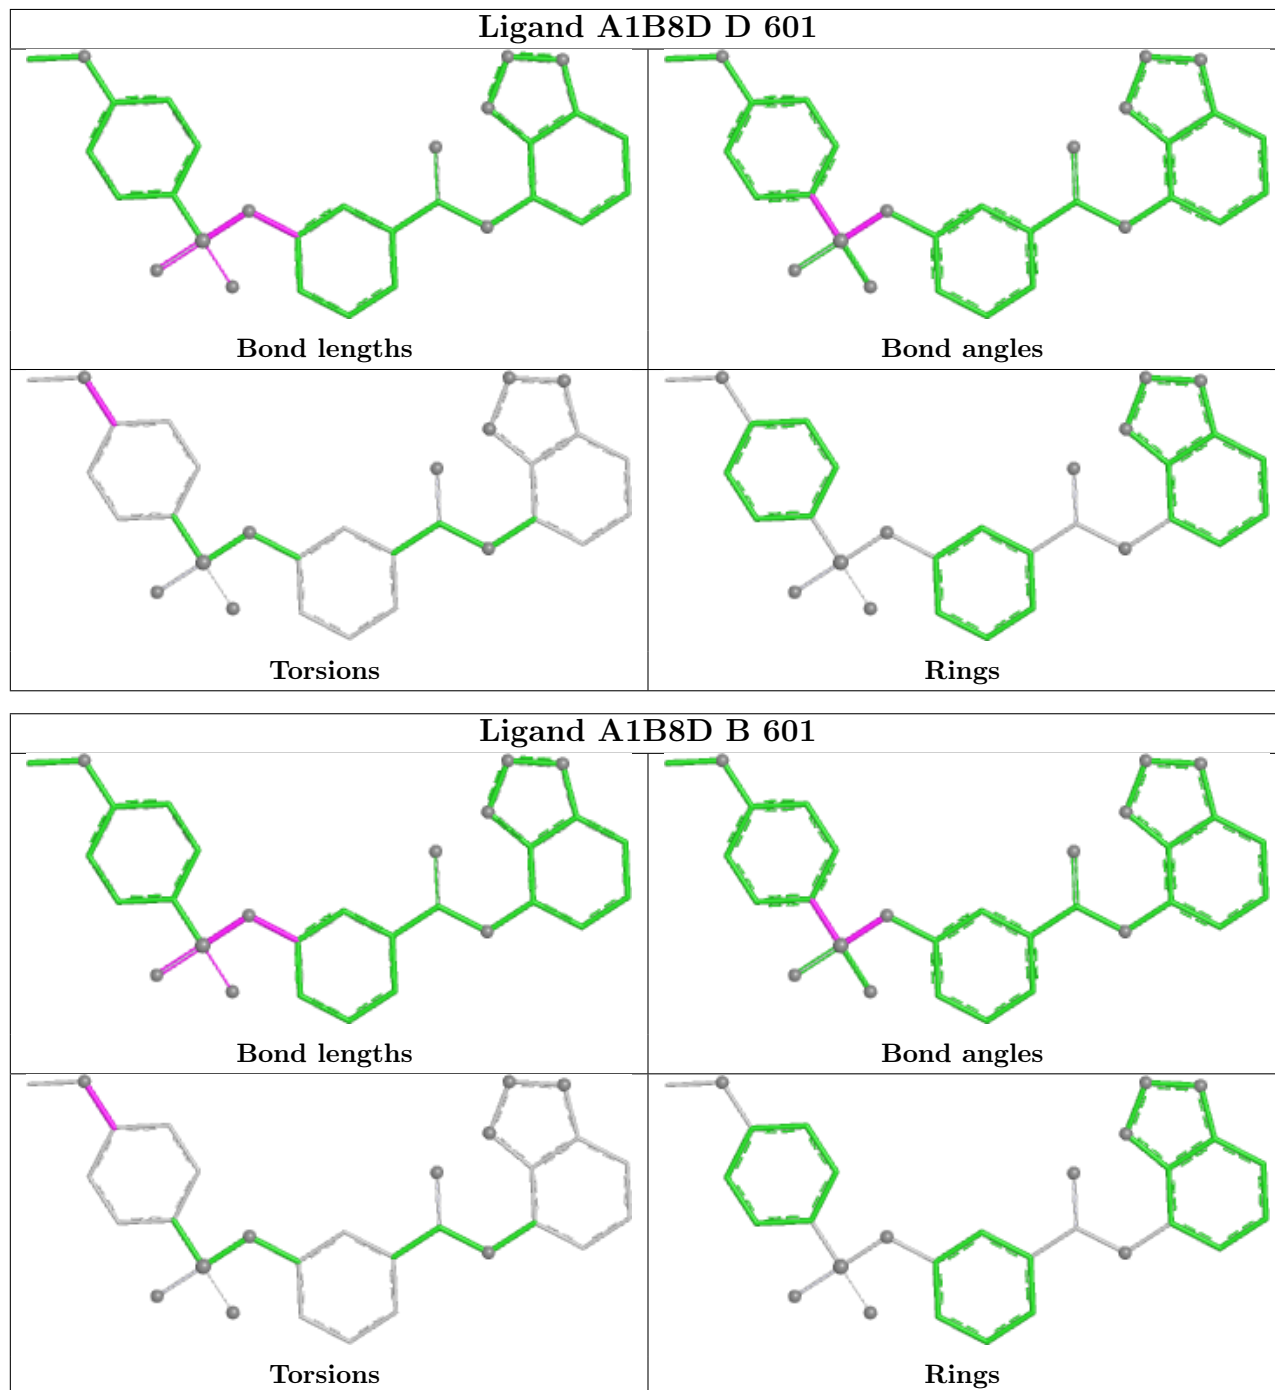 Ligand A1B8D D 601
Bond lengths
Bond angles
Torsions
Rings
Ligand A1B8D B 601
Bond lengths
Bond angles
Torsions
Rings